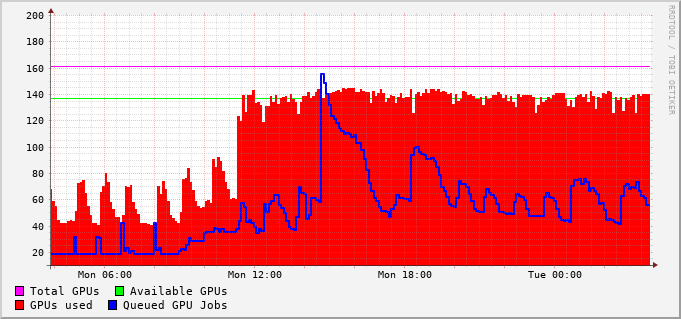 200
180
160
140
120
100
80
60
40
20
Mon 06:00 Mon 12:00 Mon 18:00 Tue 00:00
Total GPUs Available GPUs
GPUs used Queued GPU Jobs
RRDTOOL / TOBI OETIKER